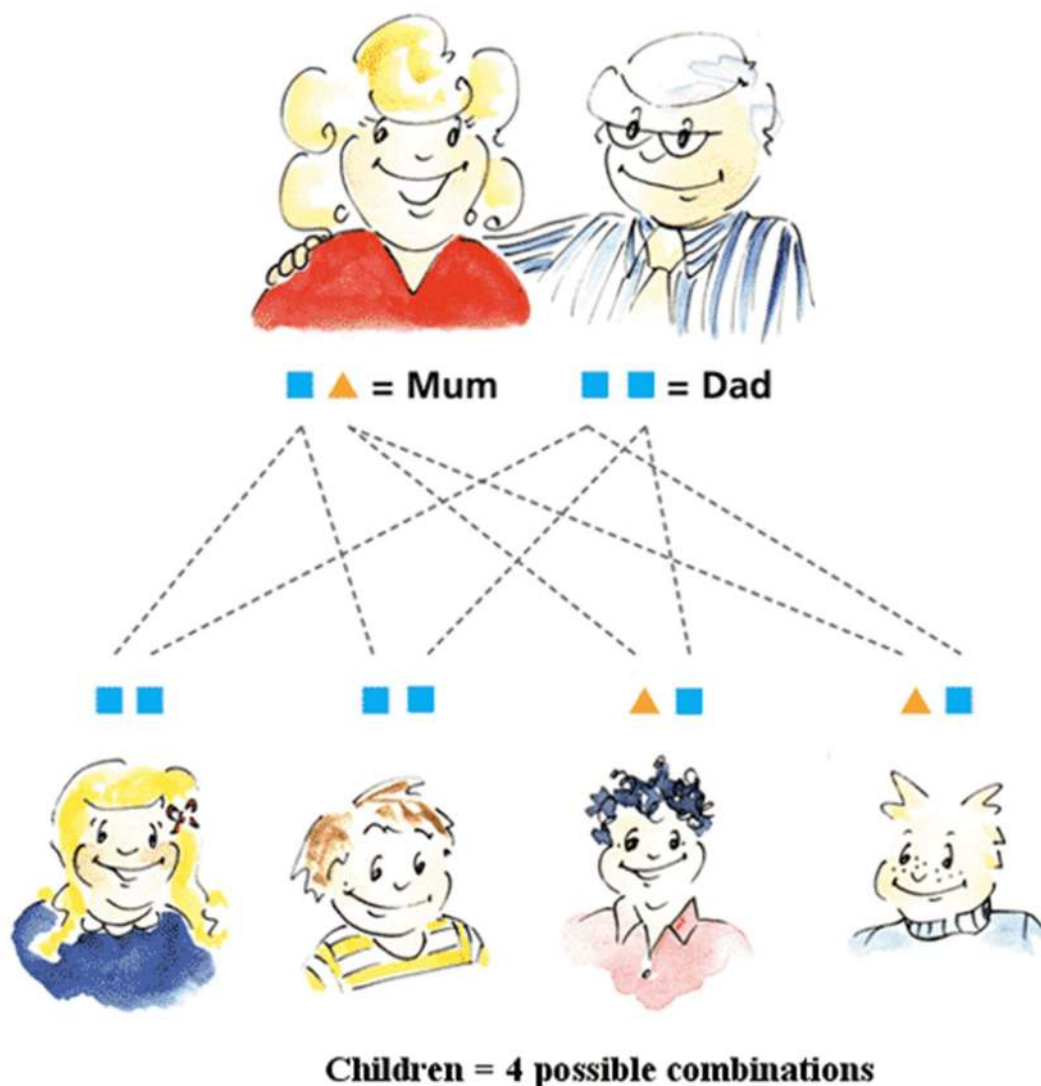 = Mum = Dad
Children = 4 possible combinations